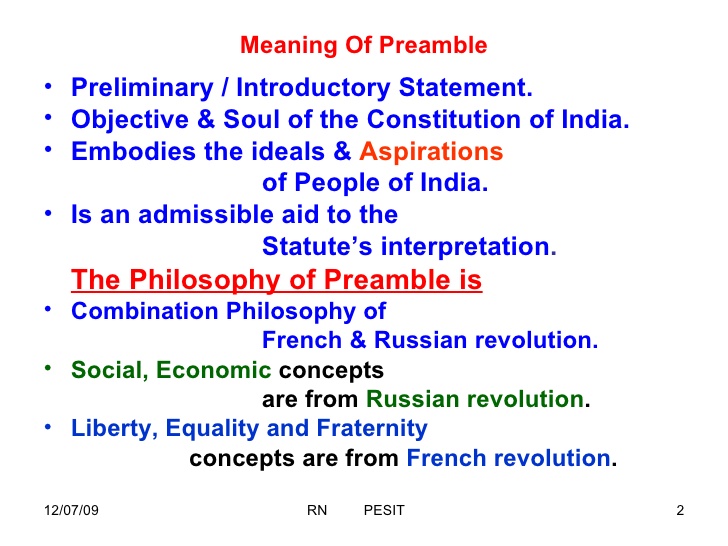 Meaning Of Preamble
• Preliminary / Introductory Statement.
• Objective & Soul of the Constitution of India.
• Embodies the ideals & Aspirations
of People of India.
• Is an admissible aid to the
Statute’s interpretation.
The Philosophy of Preamble is
• Combination Philosophy of
French & Russian revolution.
• Social, Economic concepts
are from Russian revolution.
• Liberty, Equality and Fraternity
concepts are from French revolution.
12/07/09 RN PESIT 2